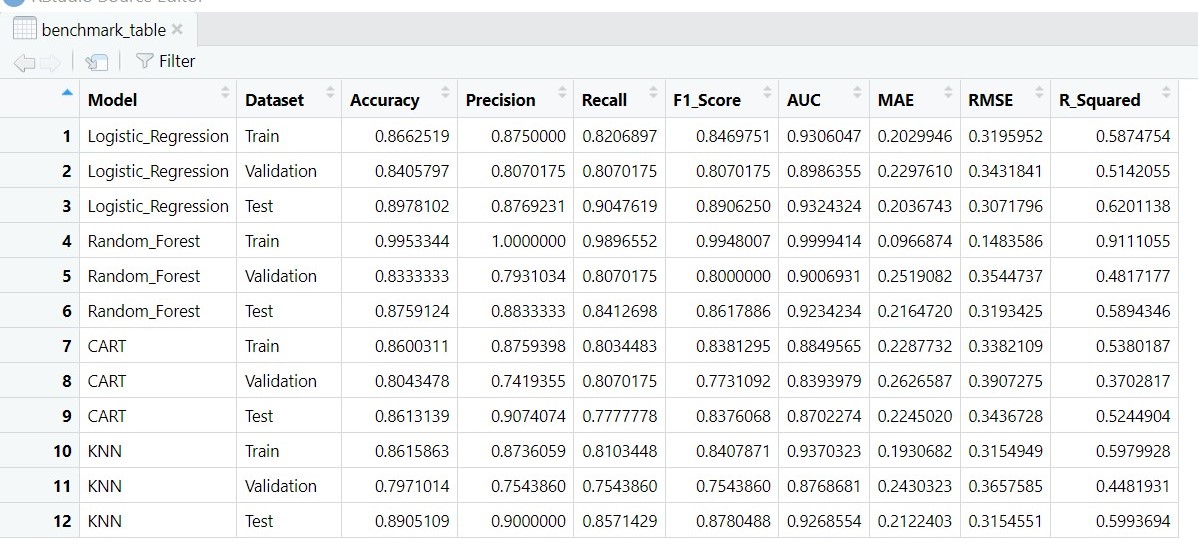 RStudio Source Editor
benchmark_table
Filter
Model Dataset Accuracy Precision Recall F1_Score AUC MAE RMSE R_Squared
1 Logistic_Regression Train 0.8662519 0.8750000 0.8206897 0.8469751 0.9306047 0.2029946 0.3195952 0.5874754
2 Logistic_Regression Validation 0.8405797 0.8070175 0.8070175 0.8070175 0.8986355 0.2297610 0.3431841 0.5142055
3 Logistic_Regression Test 0.8978102 0.8769231 0.9047619 0.8906250 0.9324324 0.2036743 0.3071796 0.6201138
4 Random_Forest Train 0.9953344 1.0000000 0.9896552 0.9948007 0.9999414 0.0966874 0.1483586 0.9111055
5 Random_Forest Validation 0.8333333 0.7931034 0.8070175 0.8000000 0.9006931 0.2519082 0.3544737 0.4817177
6 Random_Forest Test 0.8759124 0.8833333 0.8412698 0.8617886 0.9234234 0.2164720 0.3193425 0.5894346
7 CART Train 0.8600311 0.8759398 0.8034483 0.8381295 0.8849565 0.2287732 0.3382109 0.5380187
8 CART Validation 0.8043478 0.7419355 0.8070175 0.7731092 0.8393979 0.2626587 0.3907275 0.3702817
9 CART Test 0.8613139 0.9074074 0.7777778 0.8376068 0.8702274 0.2245020 0.3436728 0.5244904
10 KNN Train 0.8615863 0.8736059 0.8103448 0.8407871 0.9370323 0.1930682 0.3154949 0.5979928
11 KNN Validation 0.7971014 0.7543860 0.7543860 0.7543860 0.8768681 0.2430323 0.3657585 0.4481931
12 KNN Test 0.8905109 0.9000000 0.8571429 0.8780488 0.9268554 0.2122403 0.3154551 0.5993694